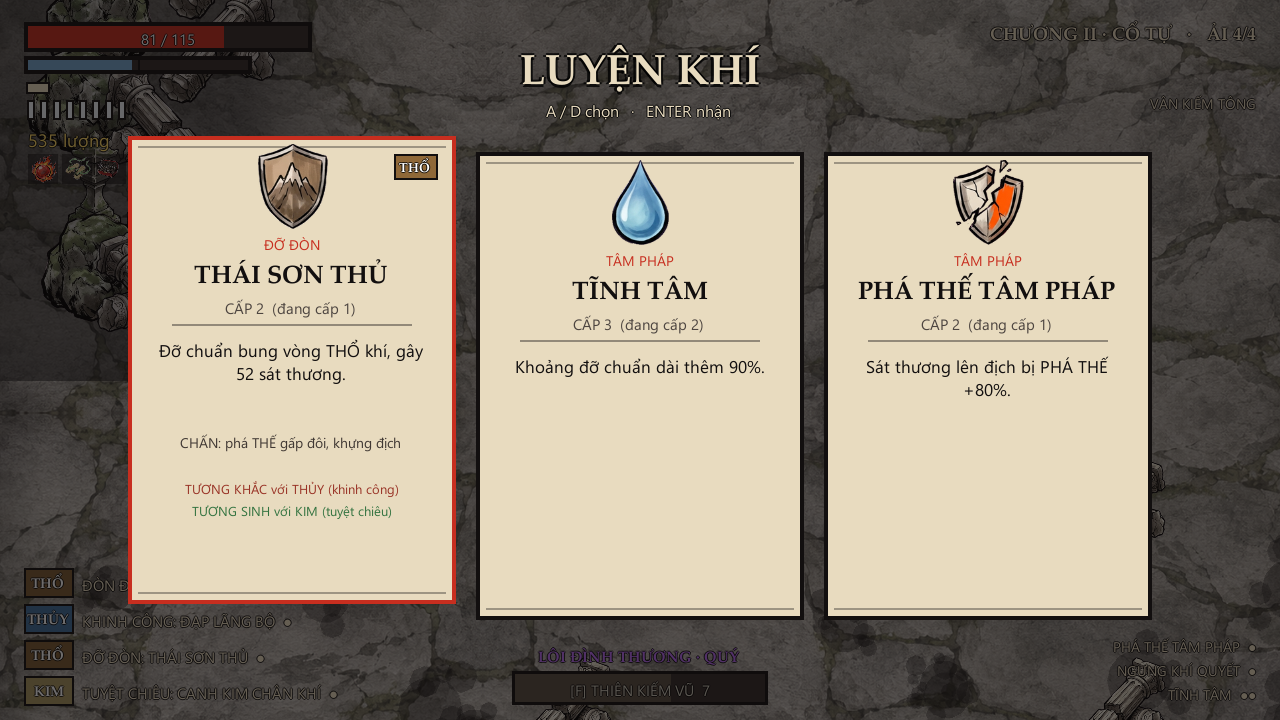 81 / 115
CHƯƠNG II · CỔ TỰ · ẢI 4/4
LUYỆN KHÍ
A / D chọn · ENTER nhận
VẠN KIẾM TÔNG
535 lượng
THỔ
ĐỠ ĐÒN
THÁI SƠN THỦ
CẤP 2 (đang cấp 1)
Đỡ chuẩn bung vòng THỔ khí, gây
52 sát thương.
CHẤN: phá THẾ gấp đôi, khựng địch
TƯƠNG KHẮC với THỦY (khinh công)
TƯƠNG SINH với KIM (tuyệt chiêu)
TÂM PHÁP
TĨNH TÂM
CẤP 3 (đang cấp 2)
Khoảng đỡ chuẩn dài thêm 90%.
TÂM PHÁP
PHÁ THẾ TÂM PHÁP
CẤP 2 (đang cấp 1)
Sát thương lên địch bị PHÁ THẾ
+80%.
THỔ ĐÒN
THỦY KHINH CÔNG: ĐẠP LÃNG BỘ
THỔ ĐỠ ĐÒN: THÁI SƠN THỦ
KIM TUYỆT CHIÊU: CANH KIM CHÂN KHÍ
LÔI ĐÌNH THƯƠNG · QUÝ
[F] THIÊN KIẾM VŨ 7
PHÁ THẾ TÂM PHÁP
NGƯNG KHÍ QUYẾT
TĨNH TÂM